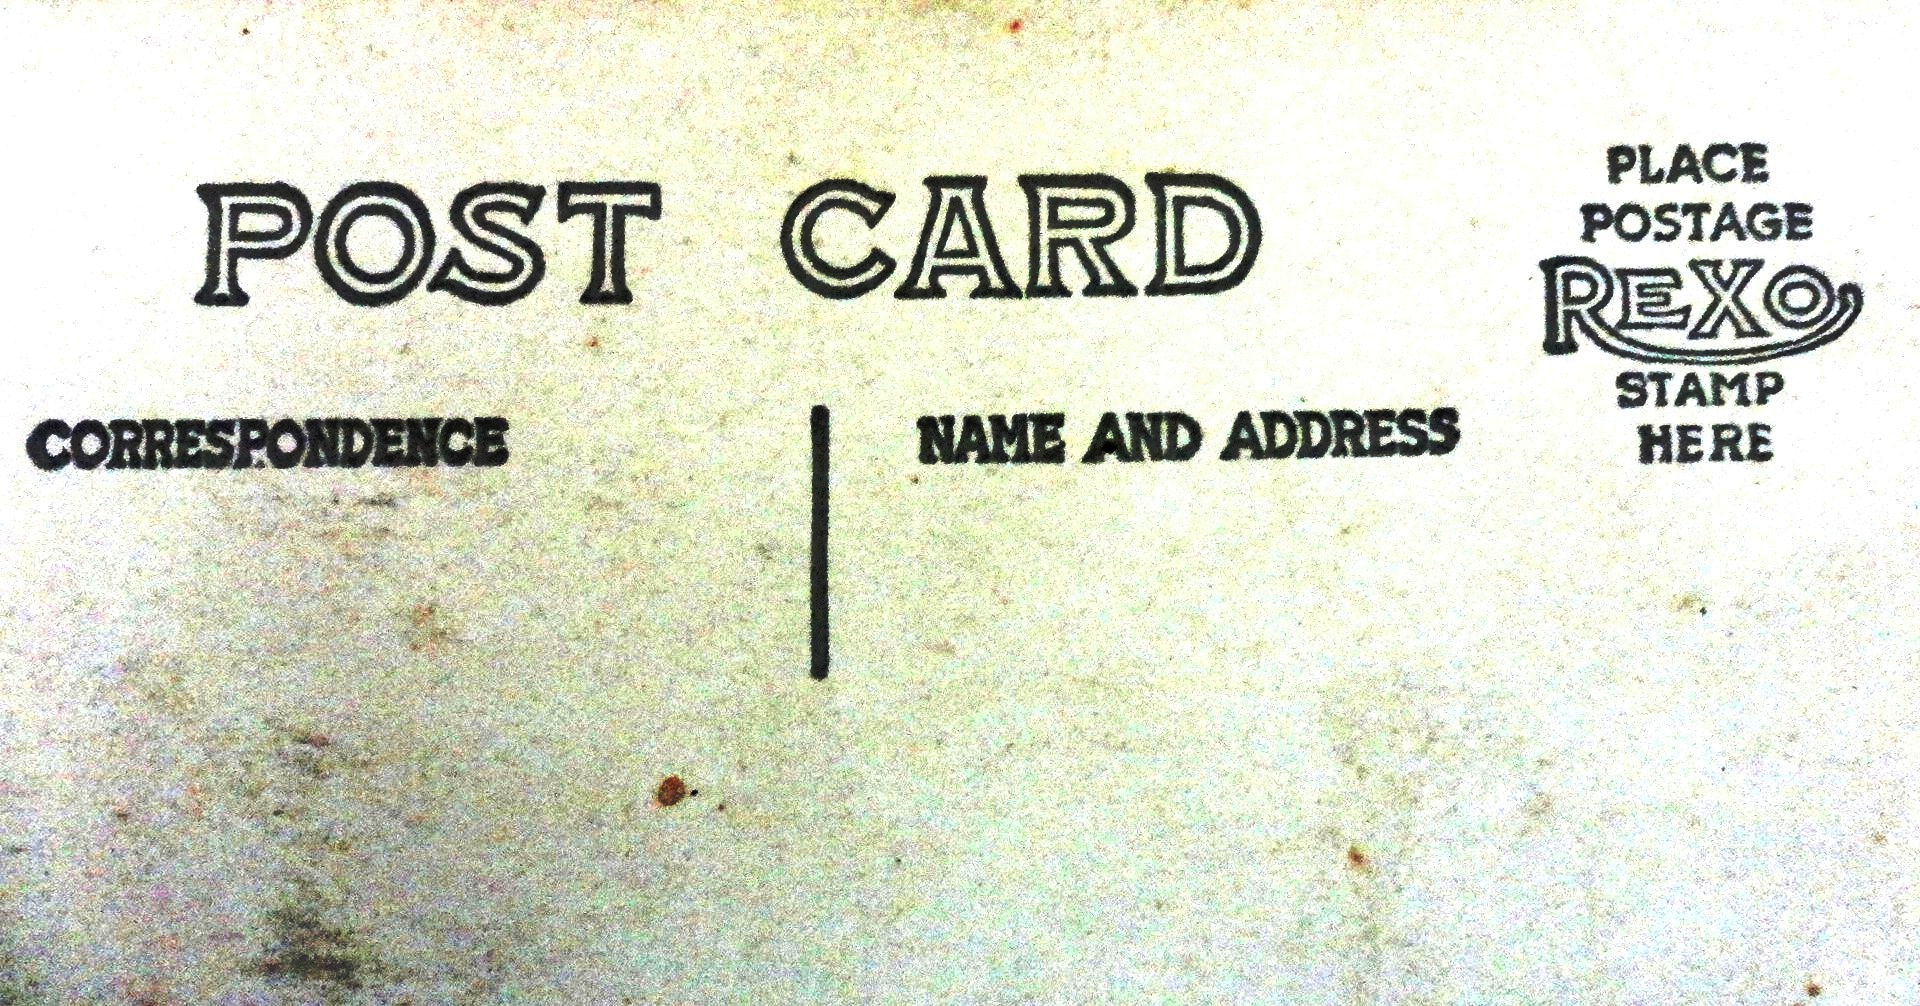 POST CARD
CORRESPONDENCE
NAME AND ADDRESS
PLACE
POSTAGE
REXO
STAMP
HERE